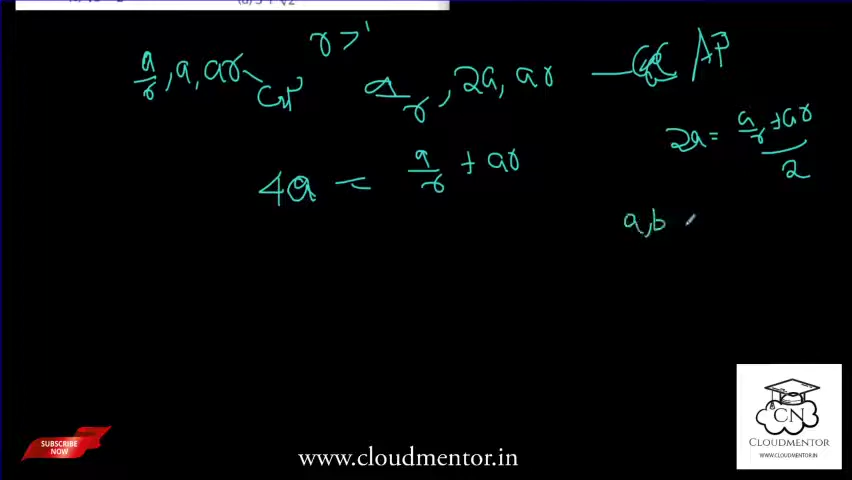 r > 1
a/r, a, ar - GP
a/r, 2a, ar — AP
2a = (a/r + ar)/2
4a = a/r + ar
a, b
SUBSCRIBE
NOW
CN
CLOUDMENTOR
WWW.CLOUDMENTOR.IN
www.cloudmentor.in